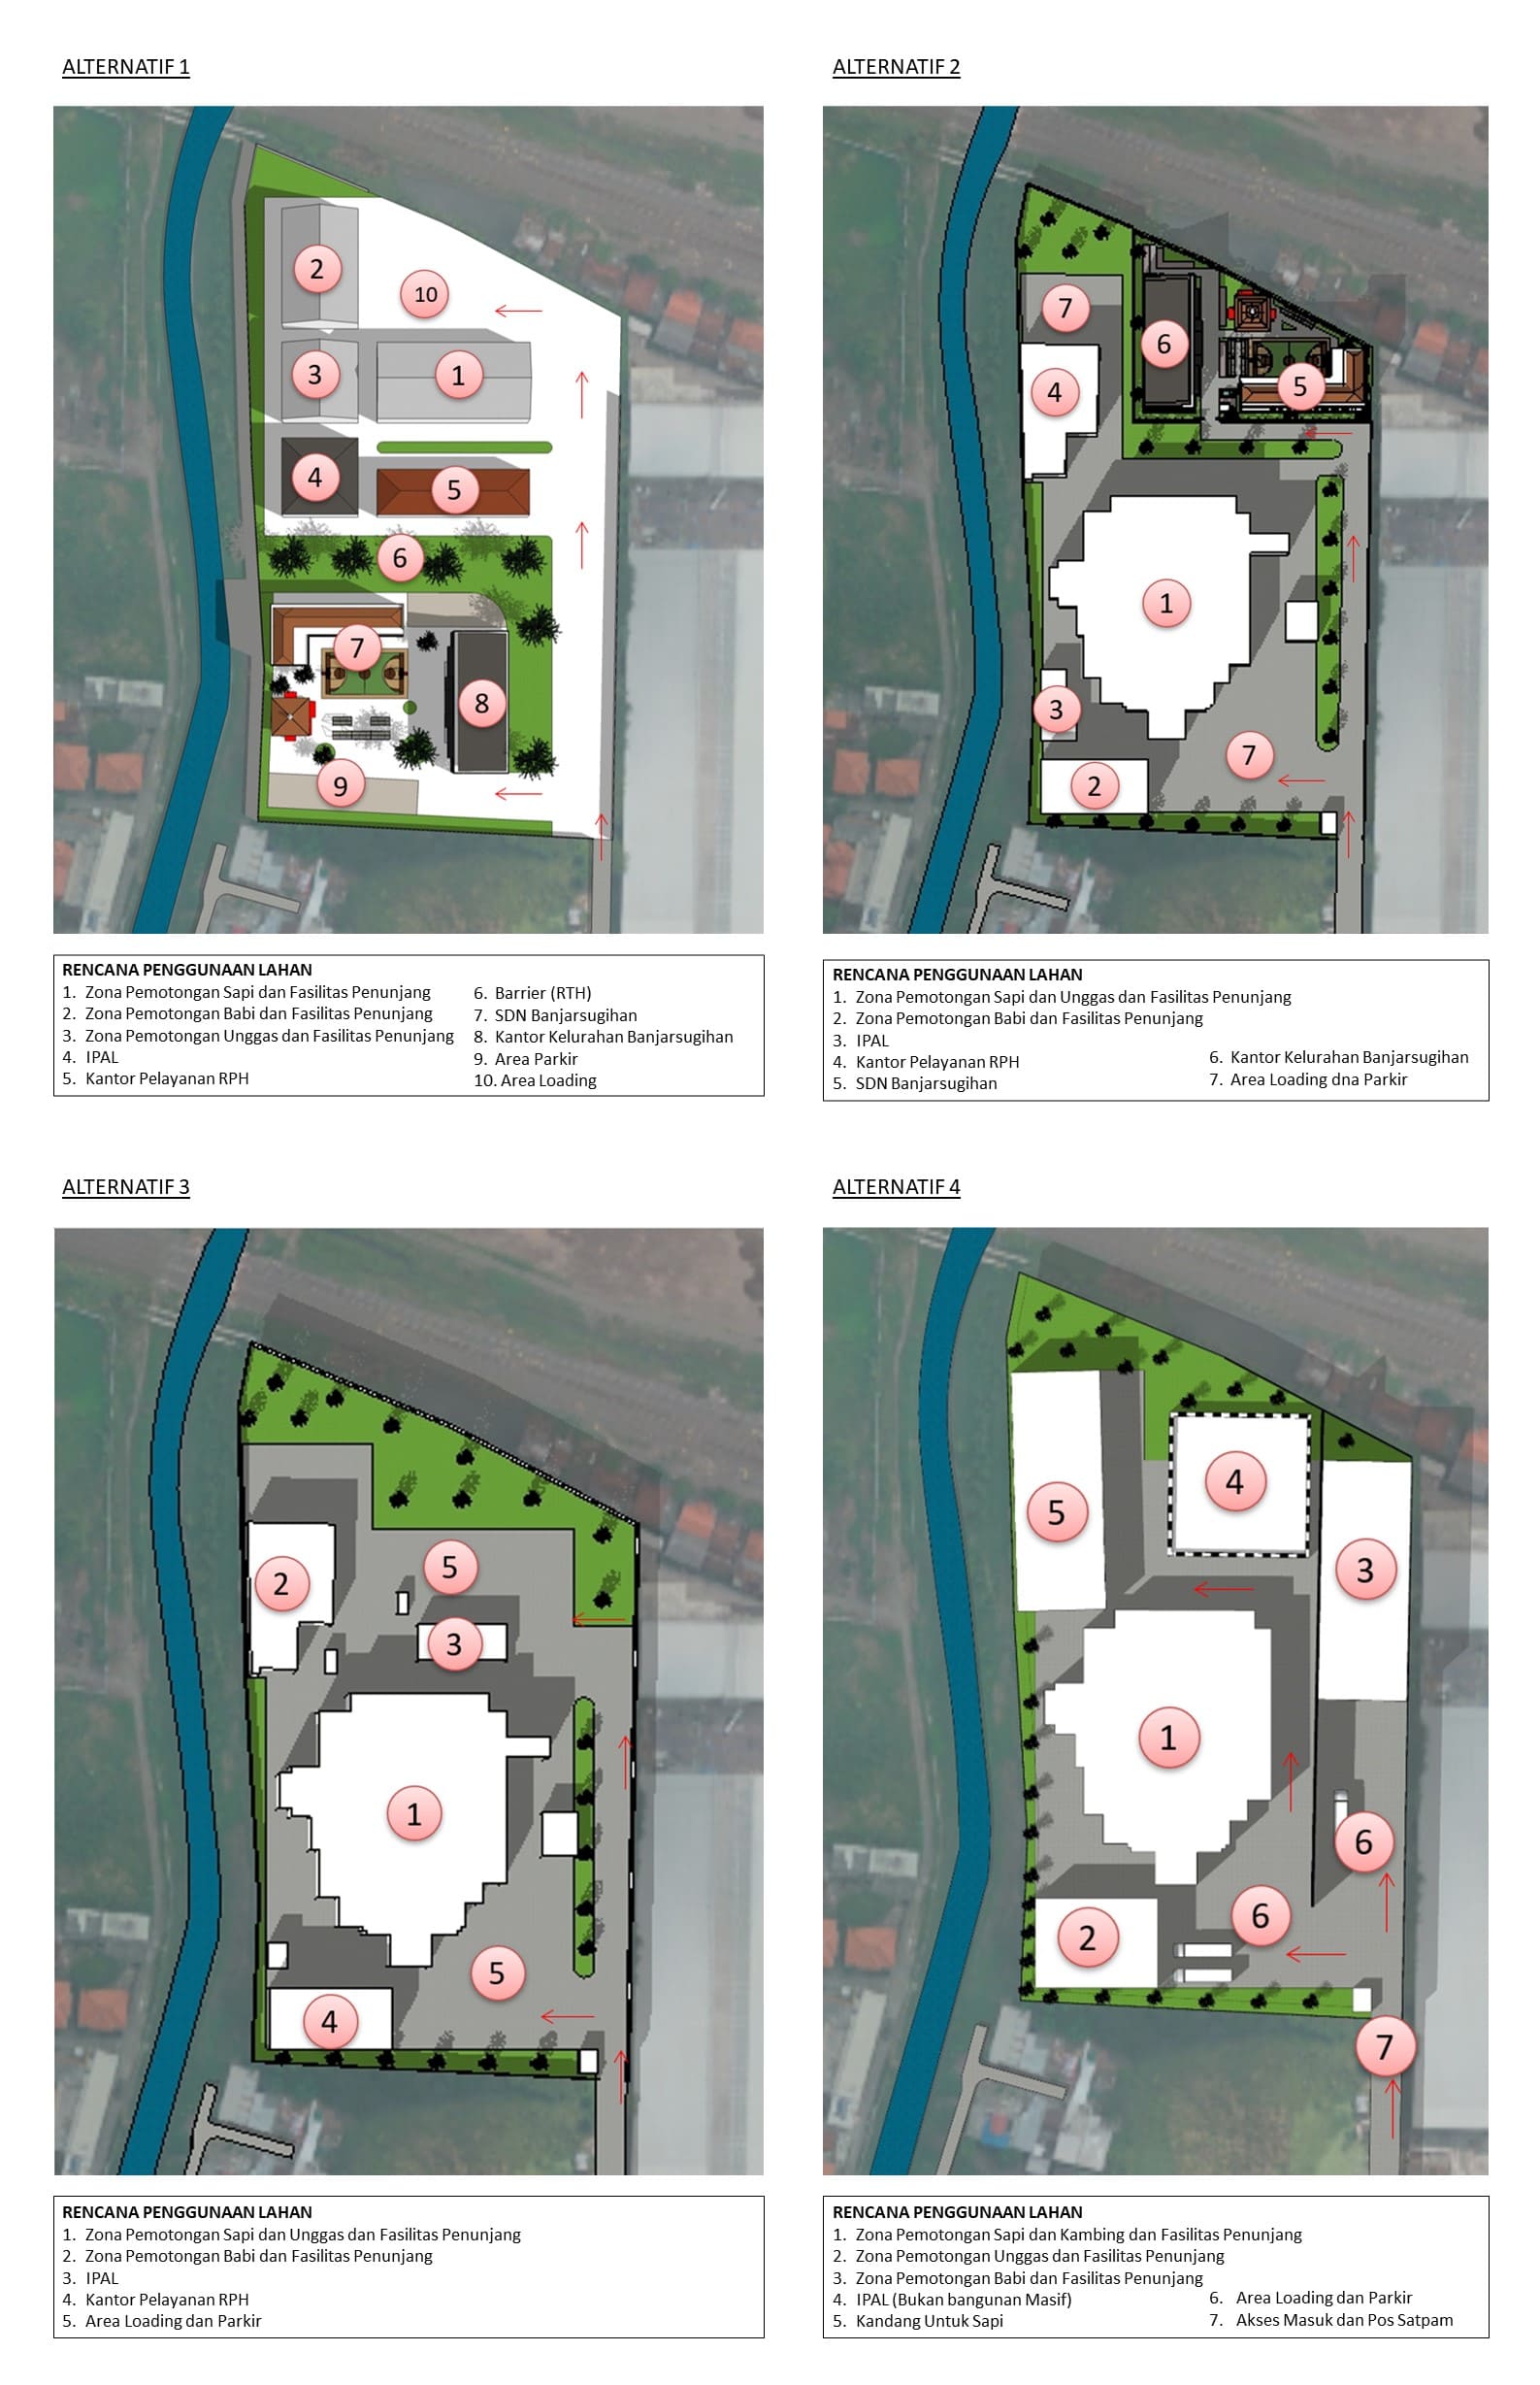 ALTERNATIF 1
2
10
3
1
4
5
6
7
8
9
RENCANA PENGGUNAAN LAHAN
1. Zona Pemotongan Sapi dan Fasilitas Penunjang
2. Zona Pemotongan Babi dan Fasilitas Penunjang
3. Zona Pemotongan Unggas dan Fasilitas Penunjang
4. IPAL
5. Kantor Pelayanan RPH
6. Barrier (RTH)
7. SDN Banjarsugihan
8. Kantor Kelurahan Banjarsugihan
9. Area Parkir
10. Area Loading
ALTERNATIF 2
7
6
5
4
1
3
7
2
RENCANA PENGGUNAAN LAHAN
1. Zona Pemotongan Sapi dan Unggas dan Fasilitas Penunjang
2. Zona Pemotongan Babi dan Fasilitas Penunjang
3. IPAL
4. Kantor Pelayanan RPH
5. SDN Banjarsugihan
6. Kantor Kelurahan Banjarsugihan
7. Area Loading dna Parkir
ALTERNATIF 3
5
2
3
1
5
4
RENCANA PENGGUNAAN LAHAN
1. Zona Pemotongan Sapi dan Unggas dan Fasilitas Penunjang
2. Zona Pemotongan Babi dan Fasilitas Penunjang
3. IPAL
4. Kantor Pelayanan RPH
5. Area Loading dan Parkir
ALTERNATIF 4
4
5
3
1
6
6
2
7
RENCANA PENGGUNAAN LAHAN
1. Zona Pemotongan Sapi dan Kambing dan Fasilitas Penunjang
2. Zona Pemotongan Unggas dan Fasilitas Penunjang
3. Zona Pemotongan Babi dan Fasilitas Penunjang
4. IPAL (Bukan bangunan Masif)
5. Kandang Untuk Sapi
6. Area Loading dan Parkir
7. Akses Masuk dan Pos Satpam